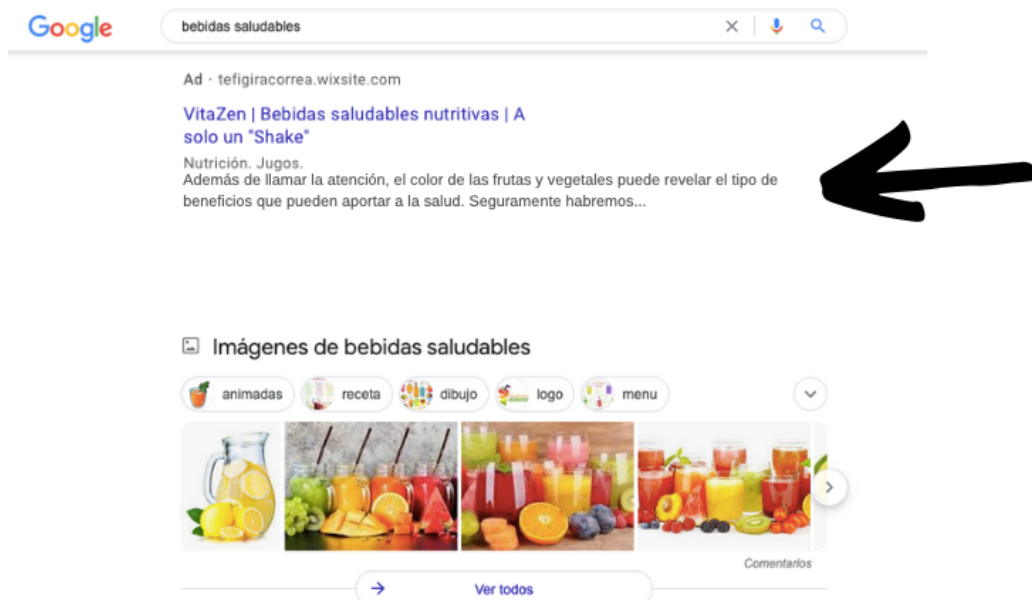 Google
bebidas saludables
Ad · tefigiracorrea.wixsite.com
VitaZen | Bebidas saludables nutritivas | A
solo un "Shake"
Nutrición. Jugos.
Además de llamar la atención, el color de las frutas y vegetales puede revelar el tipo de
beneficios que pueden aportar a la salud. Seguramente habremos...
Imágenes de bebidas saludables
animadas receta dibujo logo menu
Comentarios
Ver todos